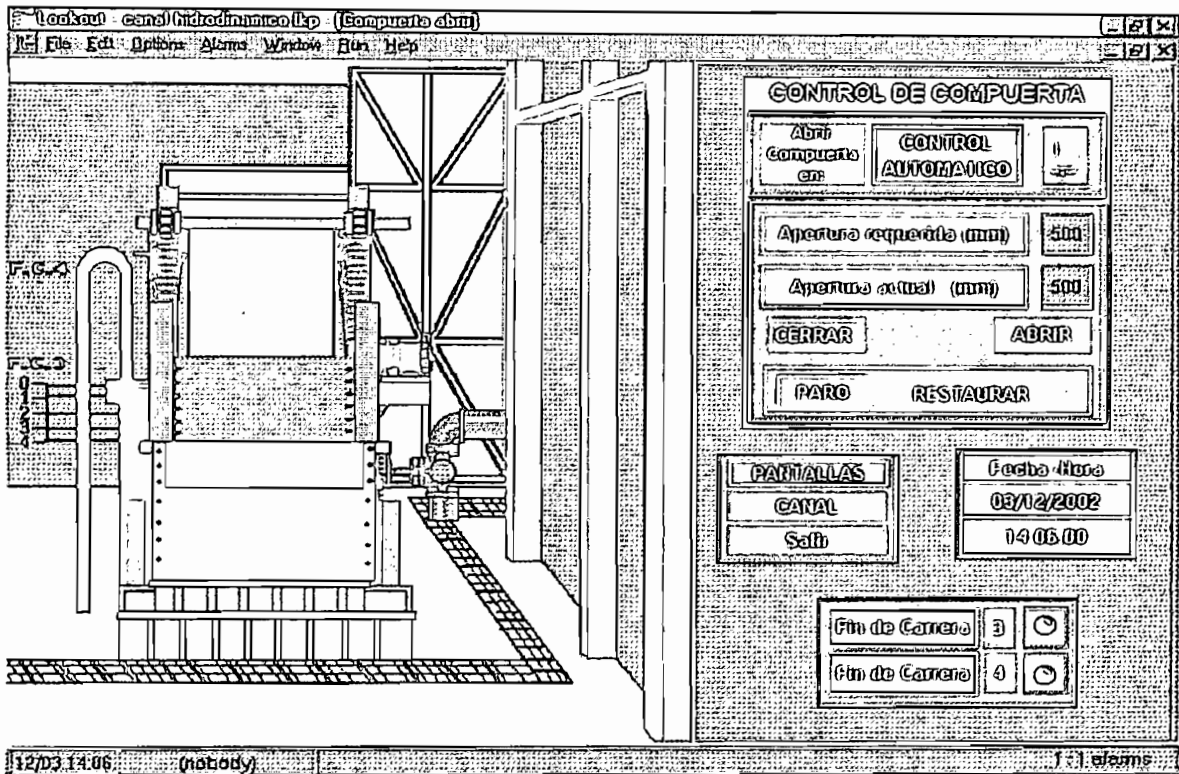 Lookout - canal hidrodinamico.lkp - [Compuerta abrir]
File Edit Options Alarms Window Run Help
CONTROL DE COMPUERTA
Abrir
Compuerta
en:
CONTROL
AUTOMATICO
Apertura requerida (mm) 500
Apertura actual (mm) 500
CERRAR ABRIR
PARO RESTAURAR
F.C.4
F.C.3
0
1
2
3
4
PANTALLAS
CANAL
Salir
Fecha-Hora
03/12/2002
14:06:00
Fin de Carrera 3
Fin de Carrera 4
12/03 14:06 (nobody) 1 : 1 alarms